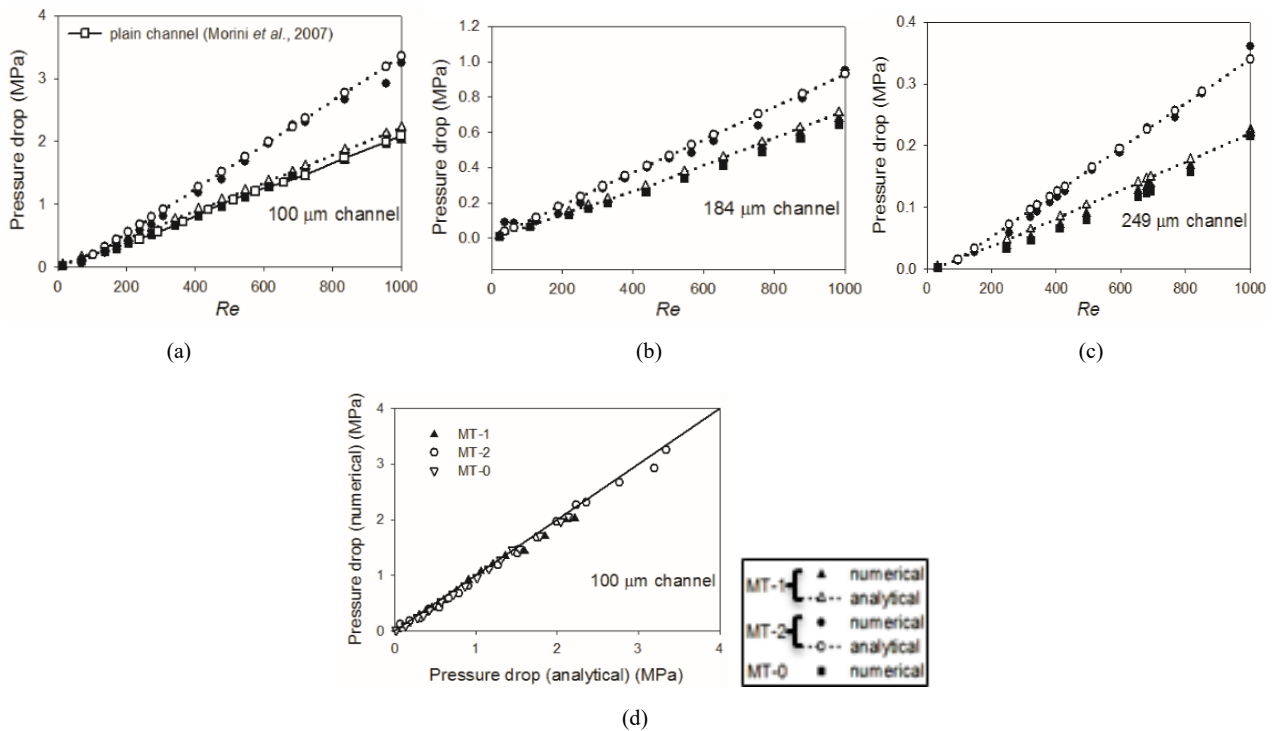 4
3
2
1
0
Pressure drop (MPa)
plain channel (Morini et al., 2007)
100 μm channel
0 200 400 600 800 1000
Re
(a)
1.2
1.0
0.8
0.6
0.4
0.2
0.0
Pressure drop (MPa)
184 μm channel
0 200 400 600 800 1000
Re
(b)
0.4
0.3
0.2
0.1
0.0
Pressure drop (MPa)
249 μm channel
0 200 400 600 800 1000
Re
(c)
4
3
2
1
0
Pressure drop (numerical) (MPa)
MT-1
MT-2
MT-0
100 μm channel
0 1 2 3 4
Pressure drop (analytical) (MPa)
(d)
MT-1 numerical
analytical
MT-2 numerical
analytical
MT-0 numerical